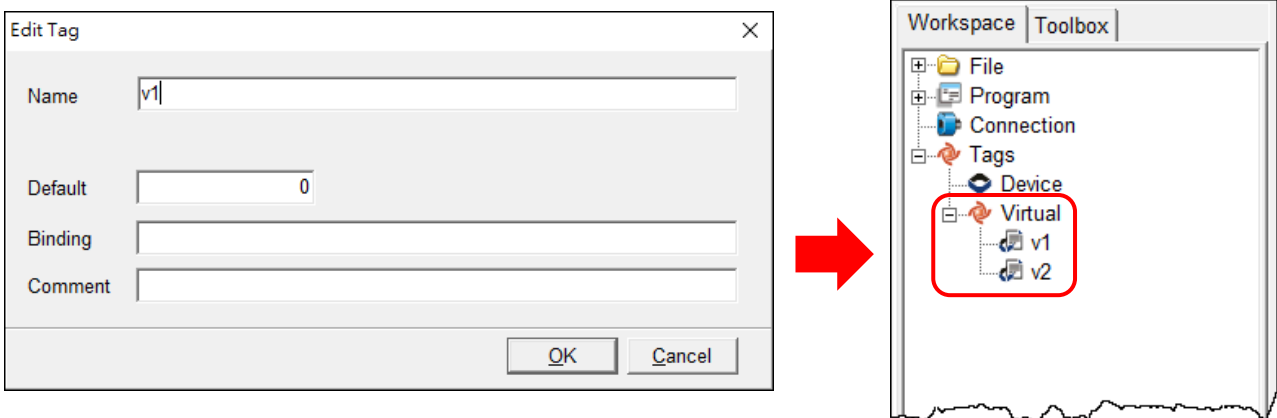 Edit Tag
Name v1
Default 0
Binding
Comment
OK Cancel
Workspace Toolbox
File
Program
Connection
Tags
Device
Virtual
v1
v2